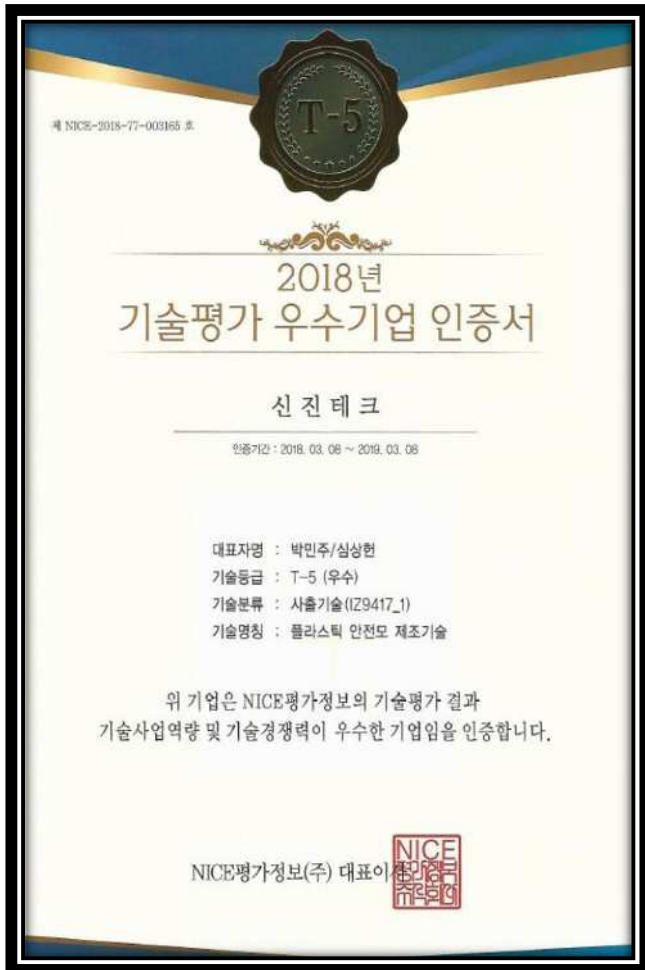 T-5
제 NICE-2018-77-003165 호
2018년
기술평가 우수기업 인증서
신진테크
인증기간 : 2018. 03. 08 ~ 2019. 03. 08
대표자명 : 박민주/심상헌
기술등급 : T-5 (우수)
기술분류 : 사출기술(IZ9417_1)
기술명칭 : 플라스틱 안전모 제조기술
위 기업은 NICE평가정보의 기술평가 결과
기술사업역량 및 기술경쟁력이 우수한 기업임을 인증합니다.
NICE평가정보(주) 대표이사
NICE